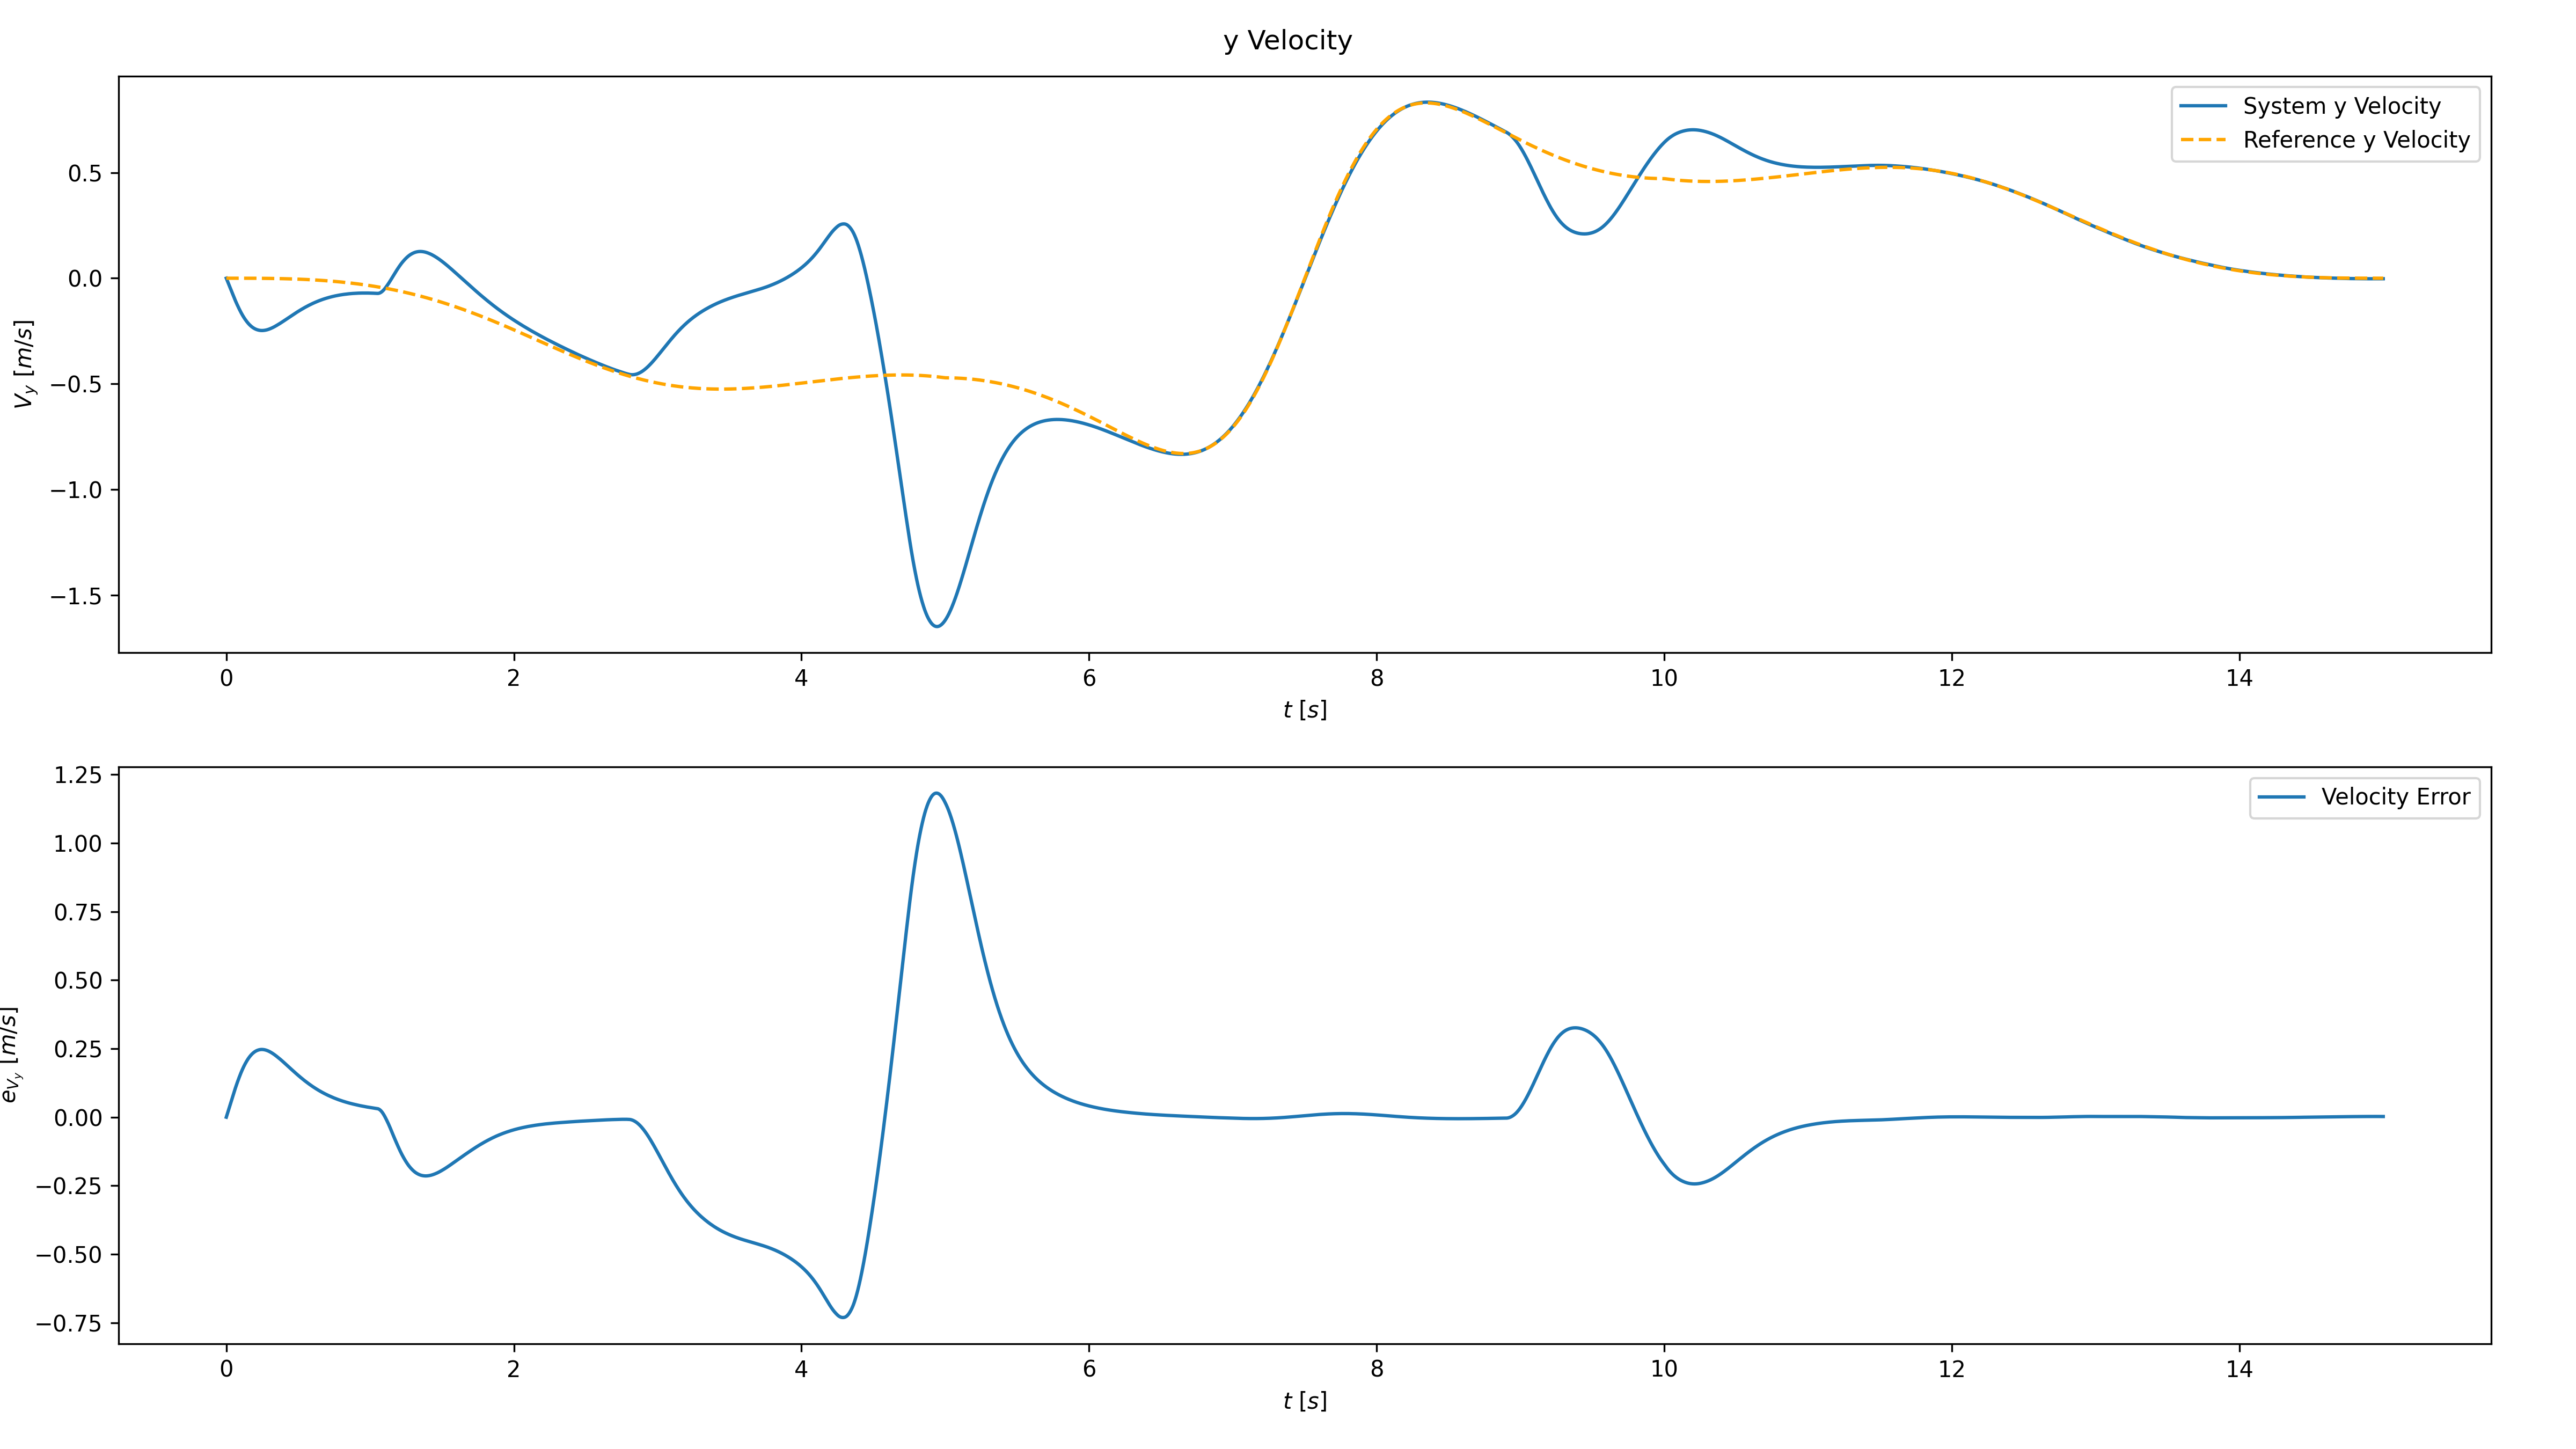 y Velocity
System y Velocity
Reference y Velocity
0.5
0.0
−0.5
−1.0
−1.5
V_y [m/s]
0 2 4 6 8 10 12 14
t [s]
Velocity Error
1.25
1.00
0.75
0.50
0.25
0.00
−0.25
−0.50
−0.75
e_{V_y} [m/s]
0 2 4 6 8 10 12 14
t [s]